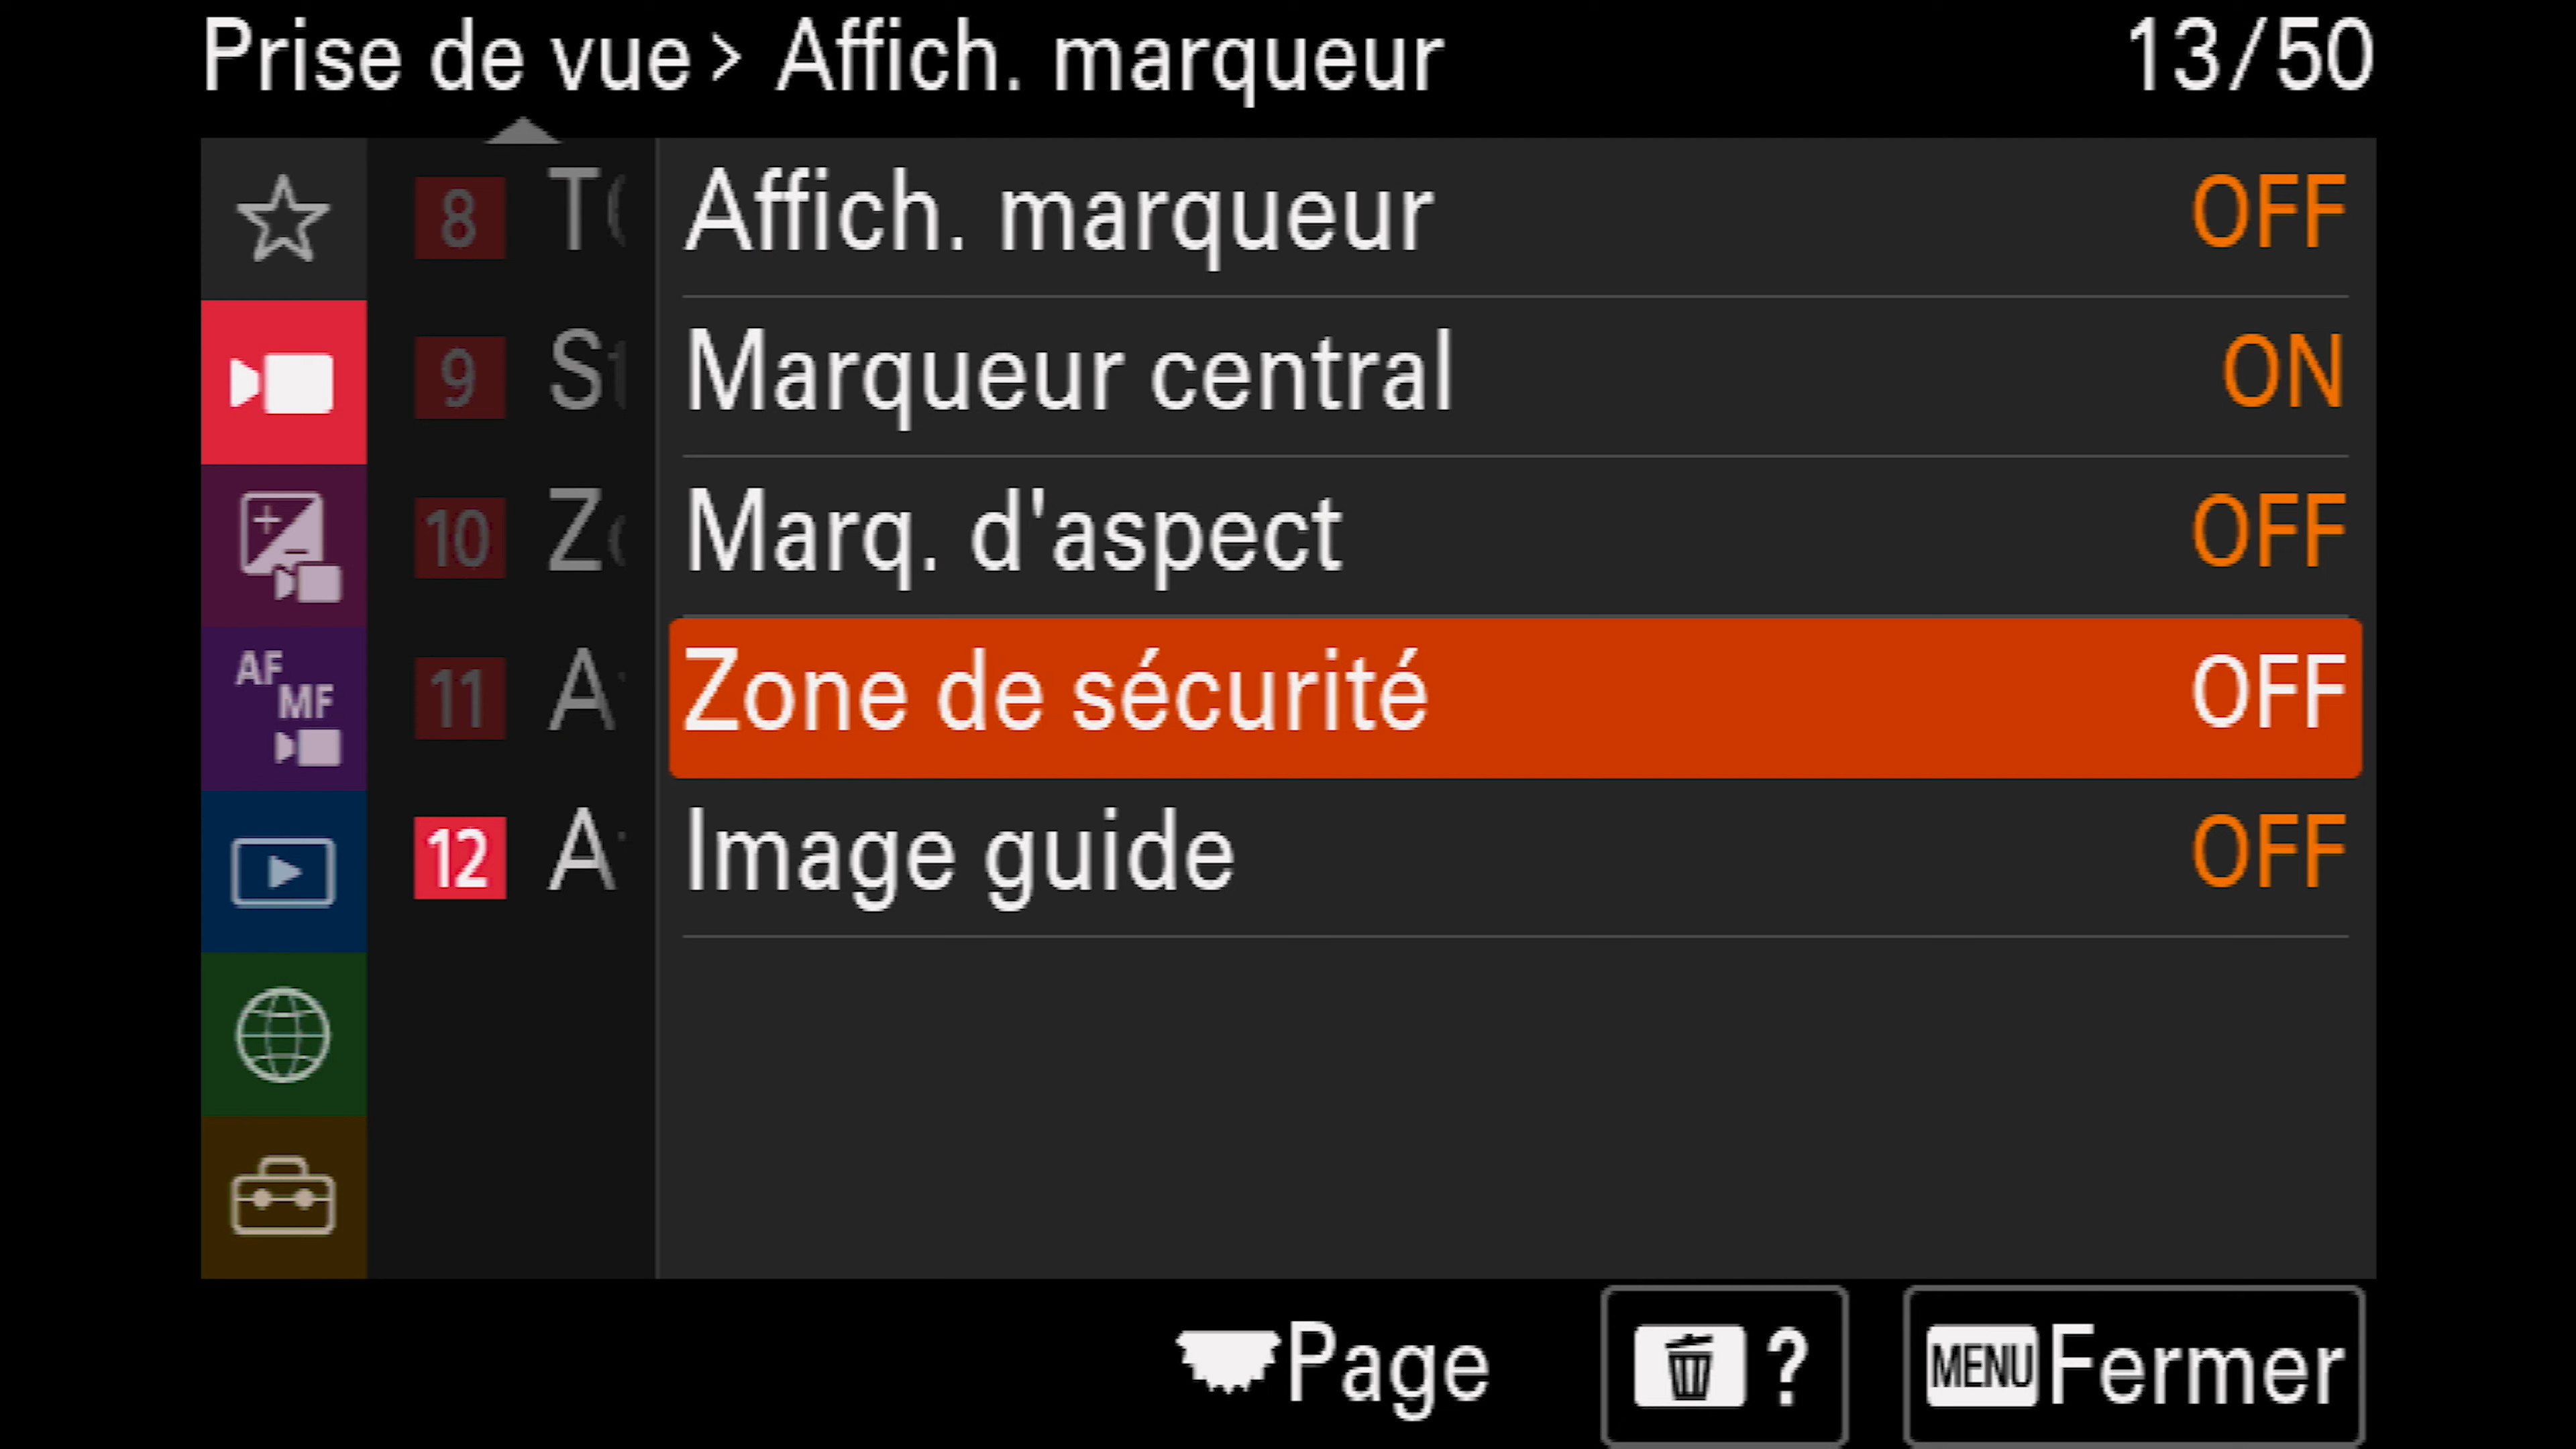 Prise de vue > Affich. marqueur 13/50
8 T
9 S
10 Z
11 A
12 A
Affich. marqueur OFF
Marqueur central ON
Marq. d'aspect OFF
Zone de sécurité OFF
Image guide OFF
AF MF
Page ? MENU Fermer